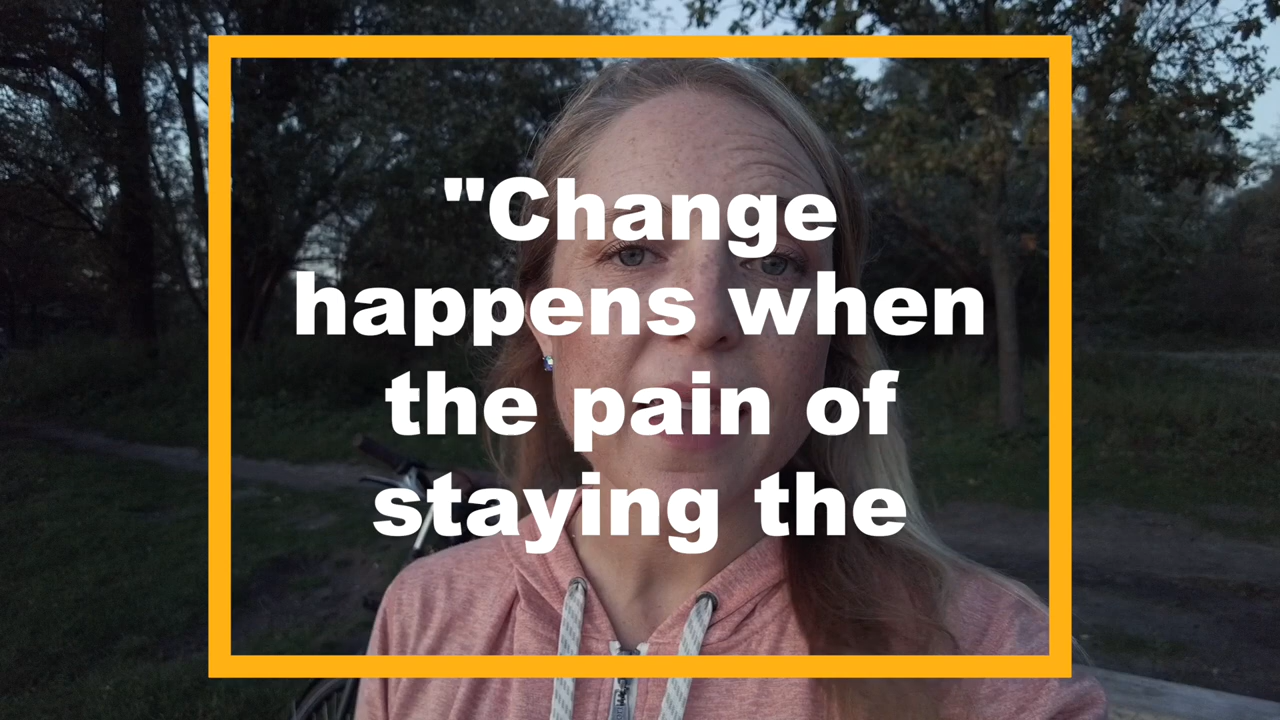 "Change
happens when
the pain of
staying the